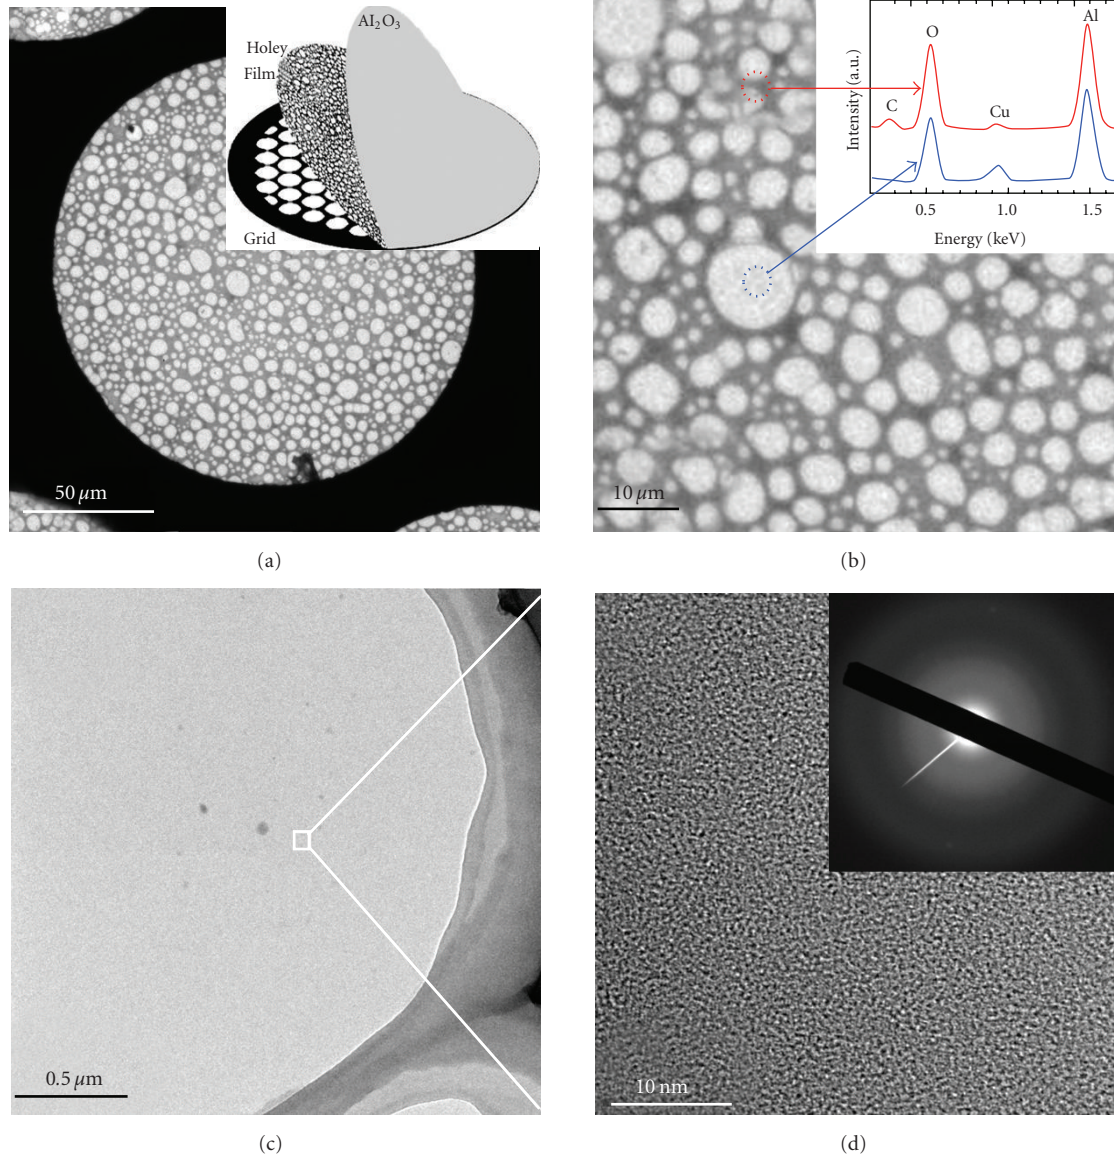 Al₂O₃
Holey
Film
Grid
50 μm
(a)
Intensity (a.u.)
C
O
Cu
Al
0.5
1.0
1.5
Energy (keV)
10 μm
(b)
0.5 μm
(c)
10 nm
(d)